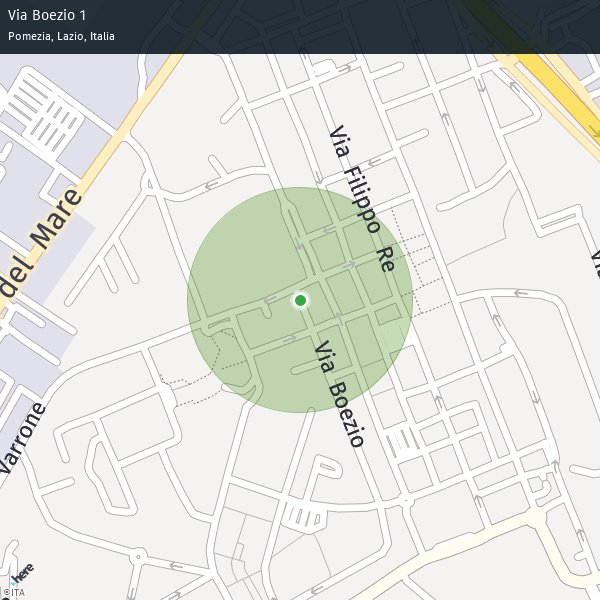 Via Boezio 1
Pomezia, Lazio, Italia
Via Filippo Re
del Mare
Via Boezio
Varrone
here
©ITA